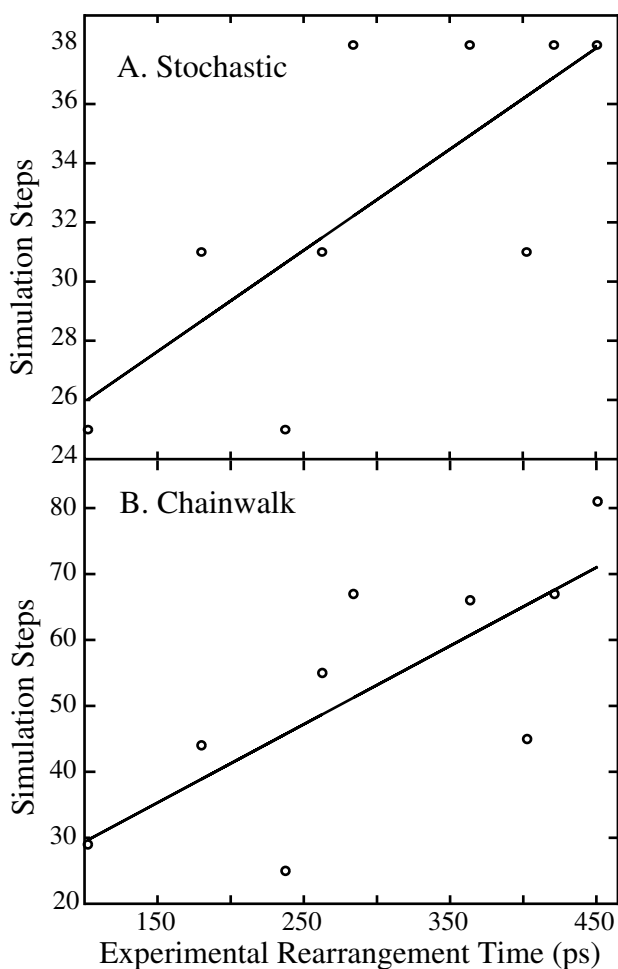 38
A. Stochastic
36
34
32
30
28
26
24
Simulation Steps
B. Chainwalk
80
70
60
50
40
30
20
Simulation Steps
150 250 350 450
Experimental Rearrangement Time (ps)